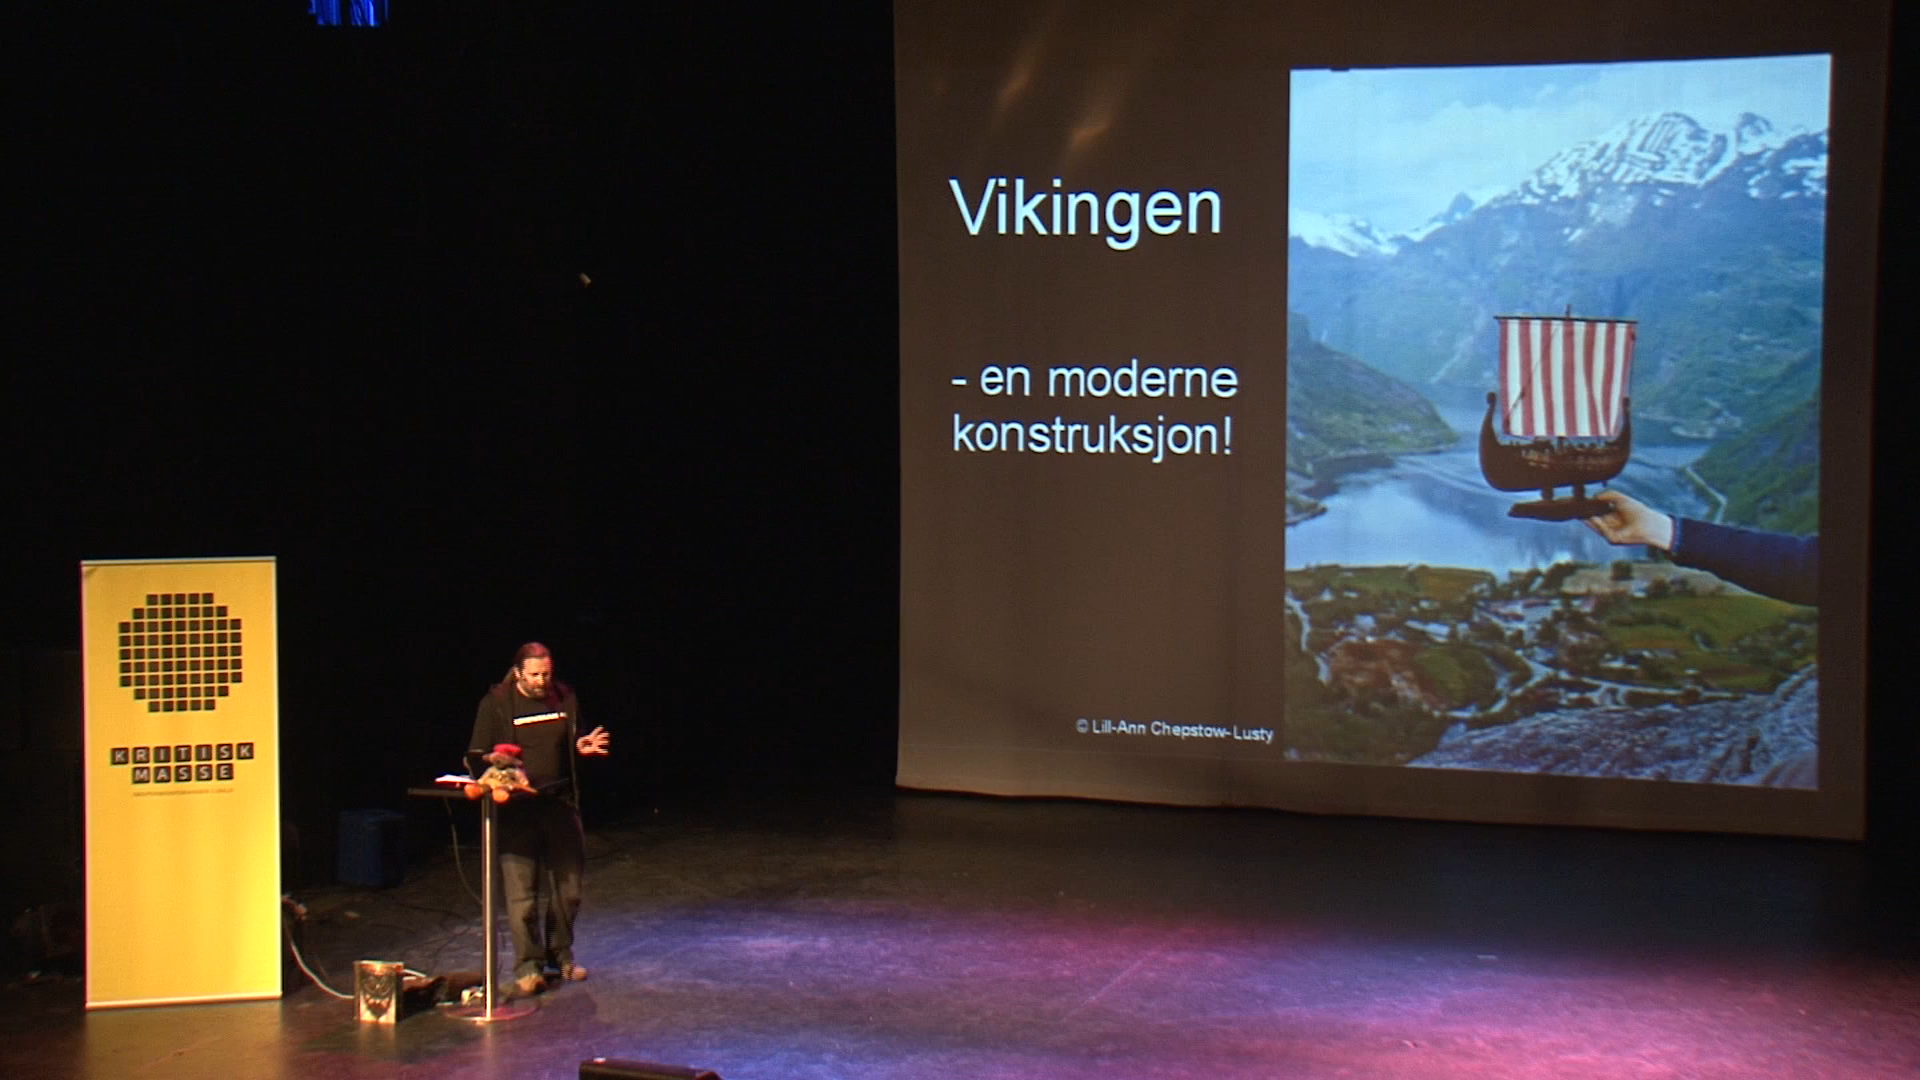 Vikingen
- en moderne
konstruksjon!
© Lill-Ann Chepstow-Lusty
KRITISK
MASSE